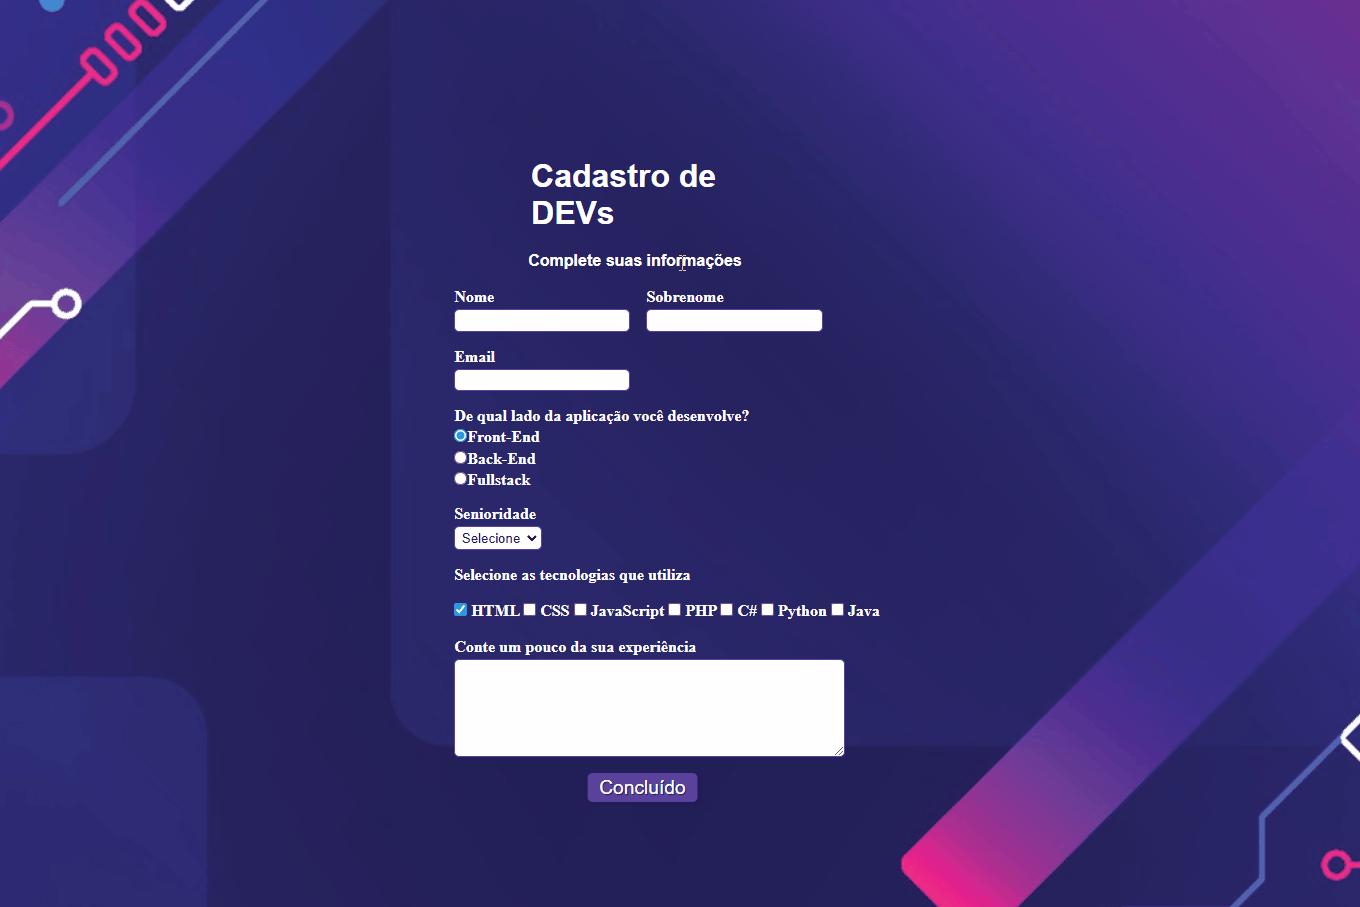 Cadastro de
DEVs
Complete suas informações
Nome Sobrenome
Email
De qual lado da aplicação você desenvolve?
Front-End
Back-End
Fullstack
Senioridade
Selecione
Selecione as tecnologias que utiliza
HTML CSS JavaScript PHP C# Python Java
Conte um pouco da sua experiência
Concluído